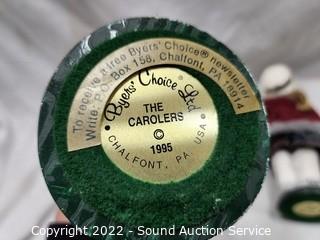 To receive a free Byers' Choice® newsletter,
Write: P.O. Box 158, Chalfont, PA 18914
Byers' Choice Ltd
THE
CAROLERS
©
1995
CHALFONT, PA. USA
Copyright 2022 - Sound Auction Service